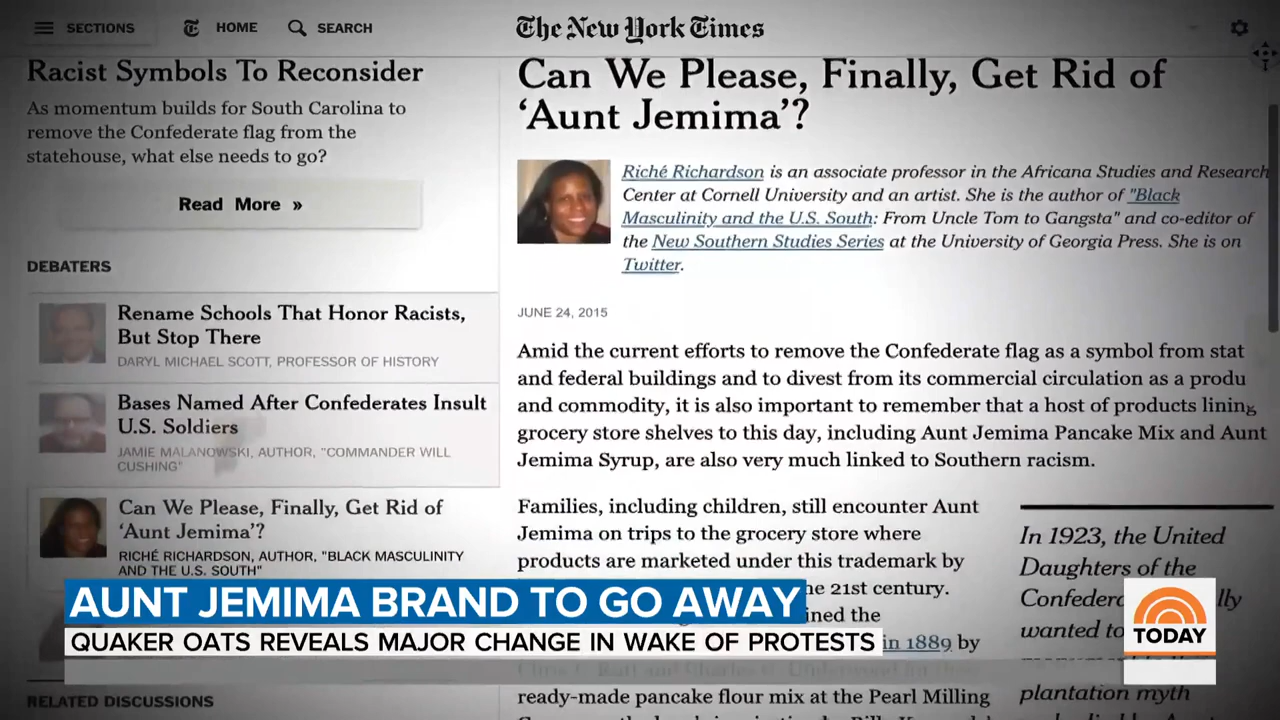 SECTIONS
HOME
SEARCH
The New York Times
Racist Symbols To Reconsider
As momentum builds for South Carolina to
remove the Confederate flag from the
statehouse, what else needs to go?
Read More »
DEBATERS
Rename Schools That Honor Racists,
But Stop There
DARYL MICHAEL SCOTT, PROFESSOR OF HISTORY
Bases Named After Confederates Insult
U.S. Soldiers
JAMIE MALANOWSKI, AUTHOR, "COMMANDER WILL
CUSHING"
Can We Please, Finally, Get Rid of
‘Aunt Jemima’?
RICHÉ RICHARDSON, AUTHOR, "BLACK MASCULINITY
AND THE U.S. SOUTH"
RELATED DISCUSSIONS
Can We Please, Finally, Get Rid of
‘Aunt Jemima’?
Riché Richardson is an associate professor in the Africana Studies and Research
Center at Cornell University and an artist. She is the author of "Black
Masculinity and the U.S. South: From Uncle Tom to Gangsta" and co-editor of
the New Southern Studies Series at the University of Georgia Press. She is on
Twitter.
JUNE 24, 2015
Amid the current efforts to remove the Confederate flag as a symbol from stat
and federal buildings and to divest from its commercial circulation as a produ
and commodity, it is also important to remember that a host of products lining
grocery store shelves to this day, including Aunt Jemima Pancake Mix and Aunt
Jemima Syrup, are also very much linked to Southern racism.
Families, including children, still encounter Aunt
Jemima on trips to the grocery store where
products are marketed under this trademark by
he 21st century.
ined the
in 1889 by
ready-made pancake flour mix at the Pearl Milling
In 1923, the United
Daughters of the
Confedera lly
wanted to
plantation myth
AUNT JEMIMA BRAND TO GO AWAY
QUAKER OATS REVEALS MAJOR CHANGE IN WAKE OF PROTESTS
TODAY